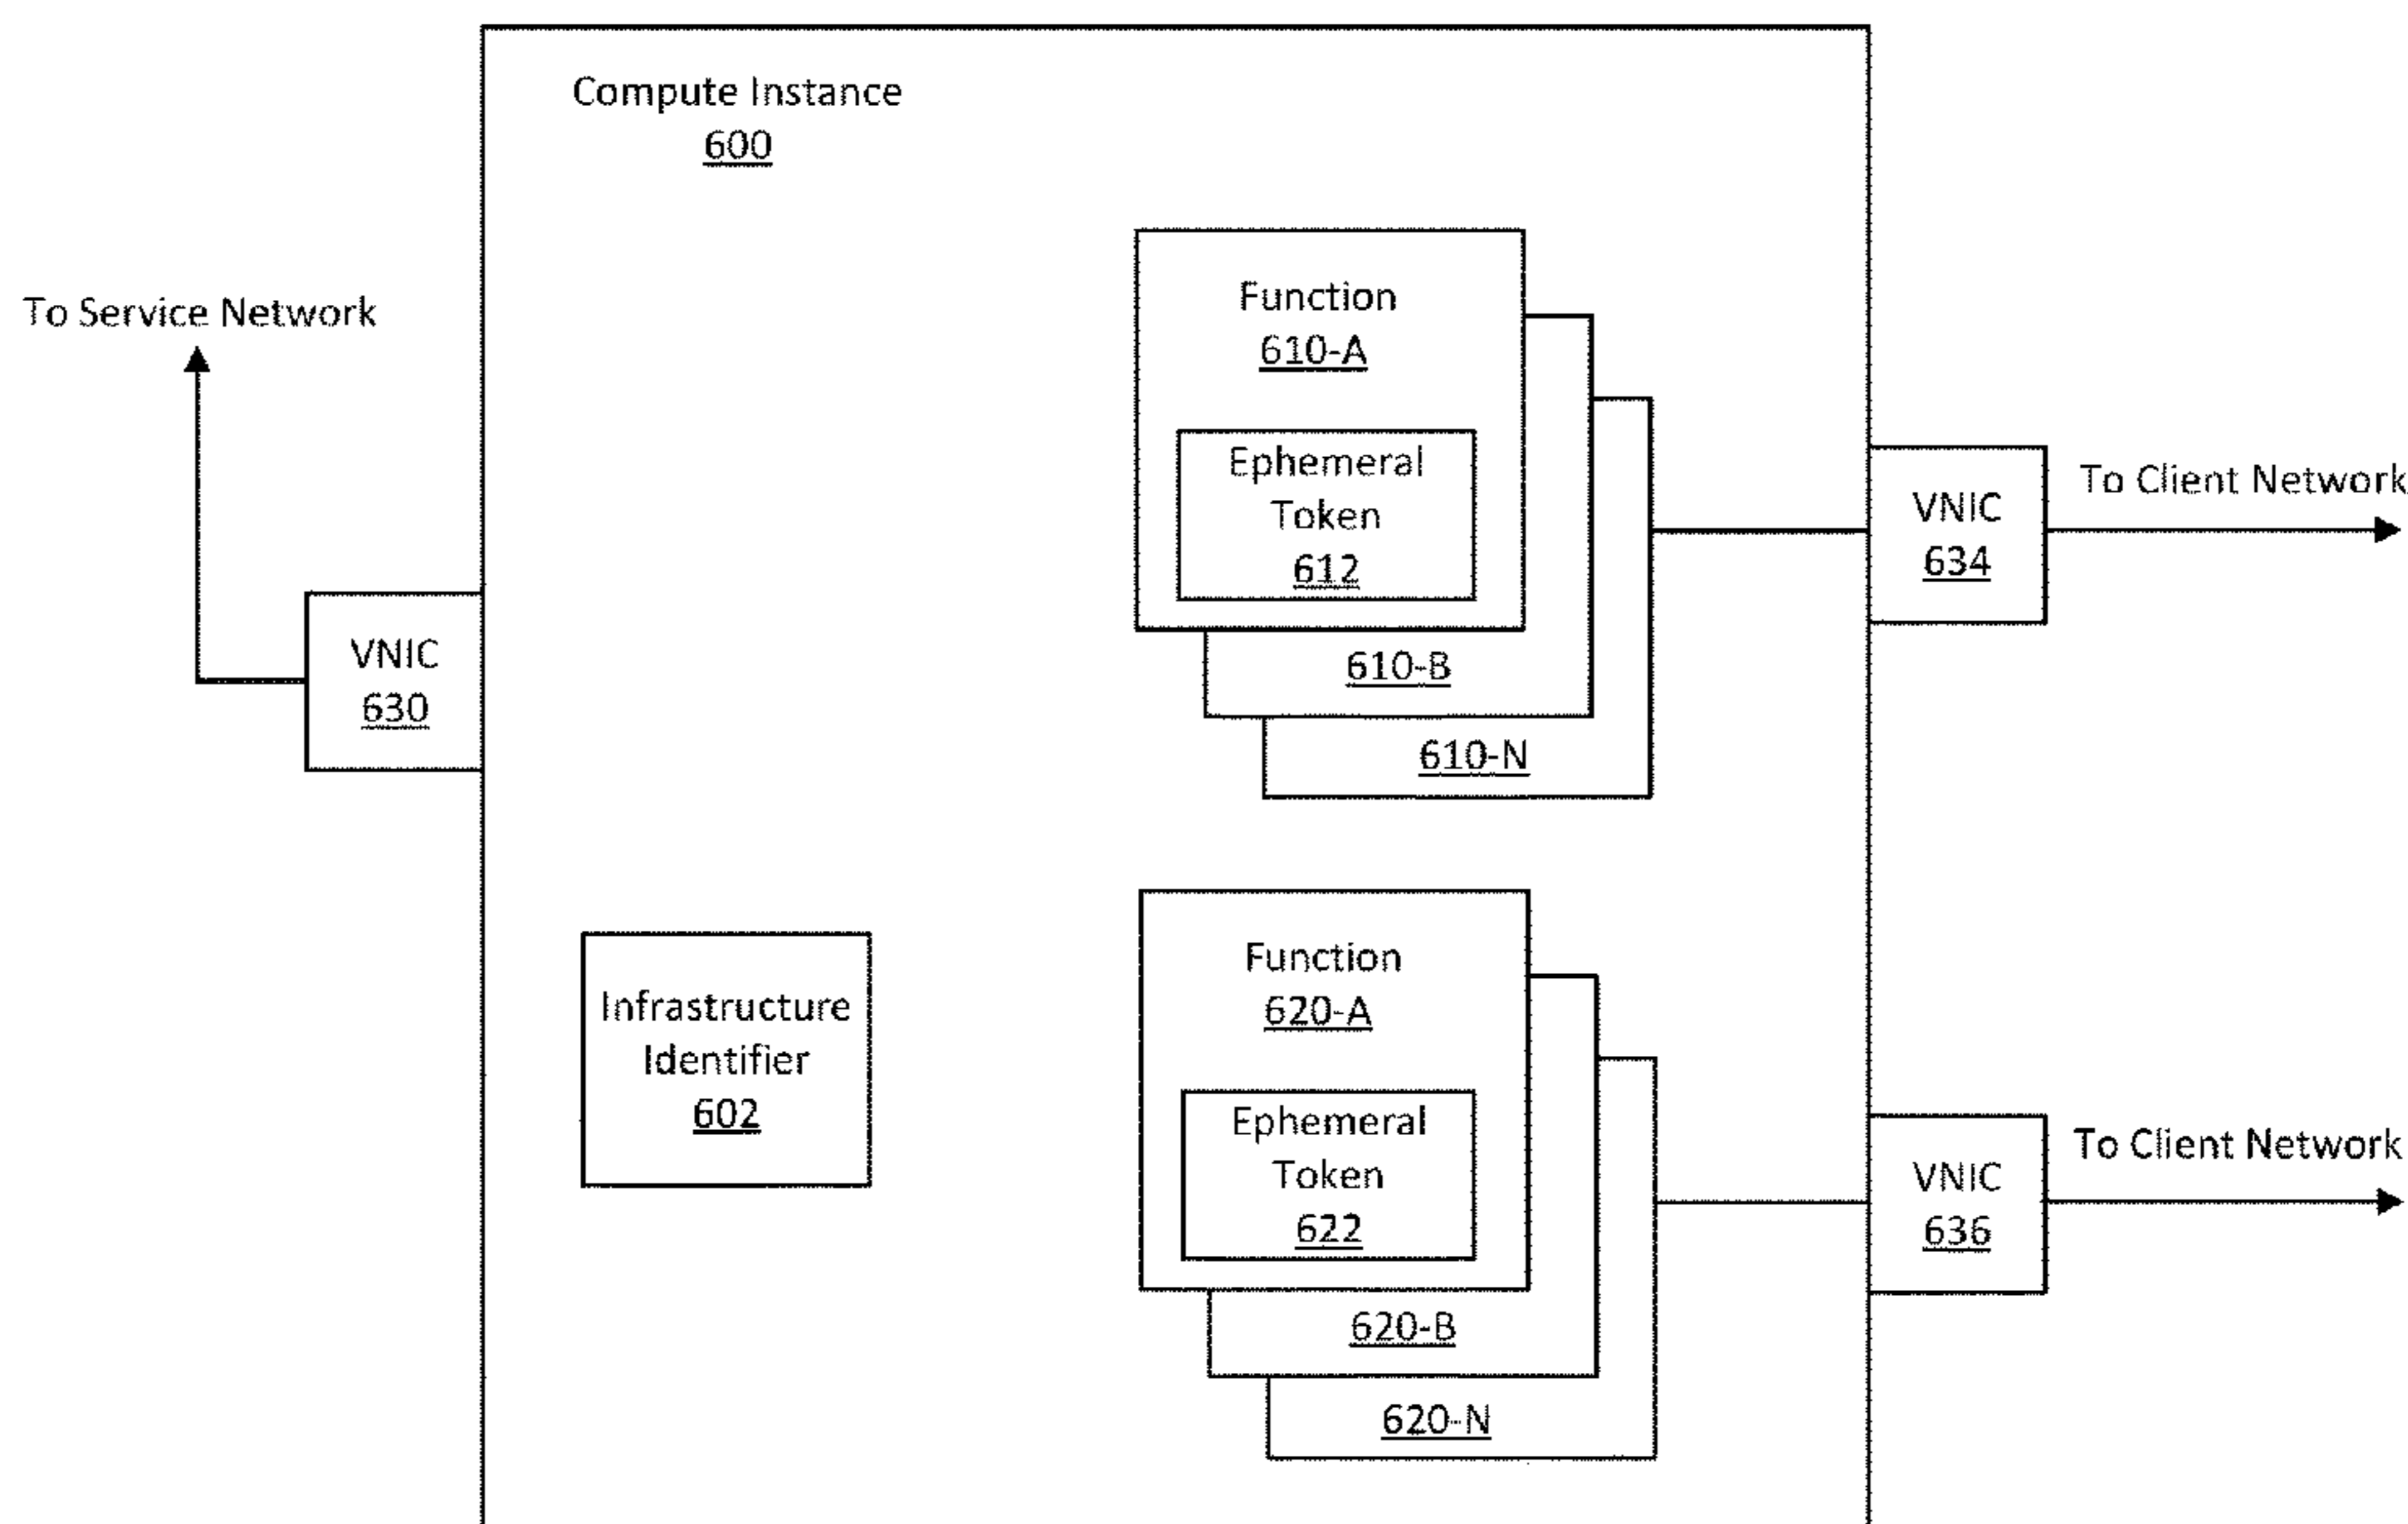 Compute Instance
600
To Service Network
VNIC
630
Function
610-A
Ephemeral
Token
612
610-B
610-N
VNIC
634
To Client Network
Infrastructure
Identifier
602
Function
620-A
Ephemeral
Token
622
620-B
620-N
VNIC
636
To Client Network